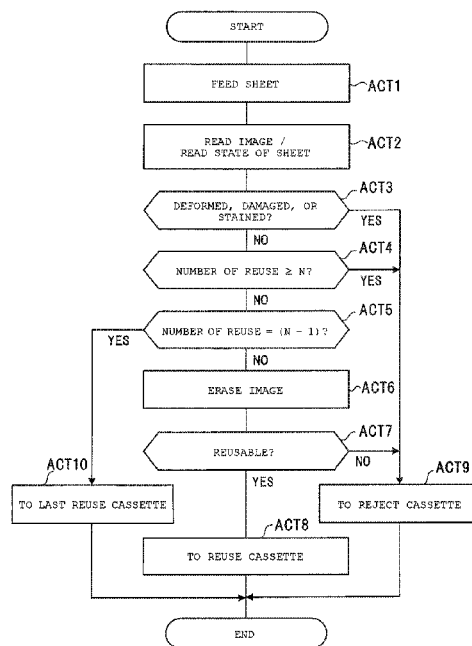 START
FEED SHEET
ACT1
READ IMAGE /
READ STATE OF SHEET
ACT2
ACT3
DEFORMED, DAMAGED, OR
STAINED?
YES
NO
ACT4
NUMBER OF REUSE ≥ N?
YES
NO
ACT5
YES
NUMBER OF REUSE = (N - 1)?
NO
ERASE IMAGE
ACT6
ACT7
REUSABLE?
NO
YES
ACT10
TO LAST REUSE CASSETTE
ACT9
TO REJECT CASSETTE
ACT8
TO REUSE CASSETTE
END